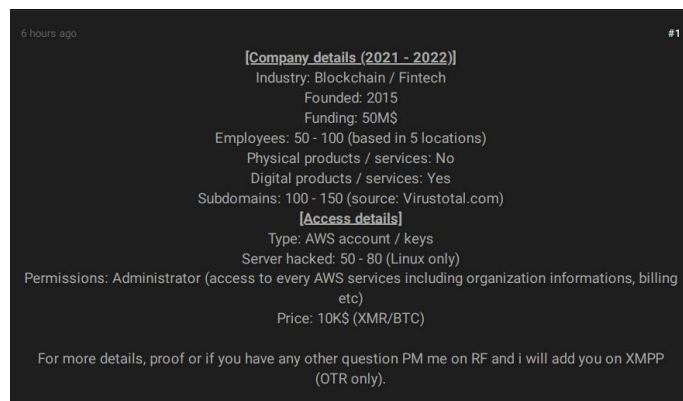 6 hours ago #1
[Company details (2021 - 2022)]
Industry: Blockchain / Fintech
Founded: 2015
Funding: 50M$
Employees: 50 - 100 (based in 5 locations)
Physical products / services: No
Digital products / services: Yes
Subdomains: 100 - 150 (source: Virustotal.com)
[Access details]
Type: AWS account / keys
Server hacked: 50 - 80 (Linux only)
Permissions: Administrator (access to every AWS services including organization informations, billing
etc)
Price: 10K$ (XMR/BTC)
For more details, proof or if you have any other question PM me on RF and i will add you on XMPP
(OTR only).